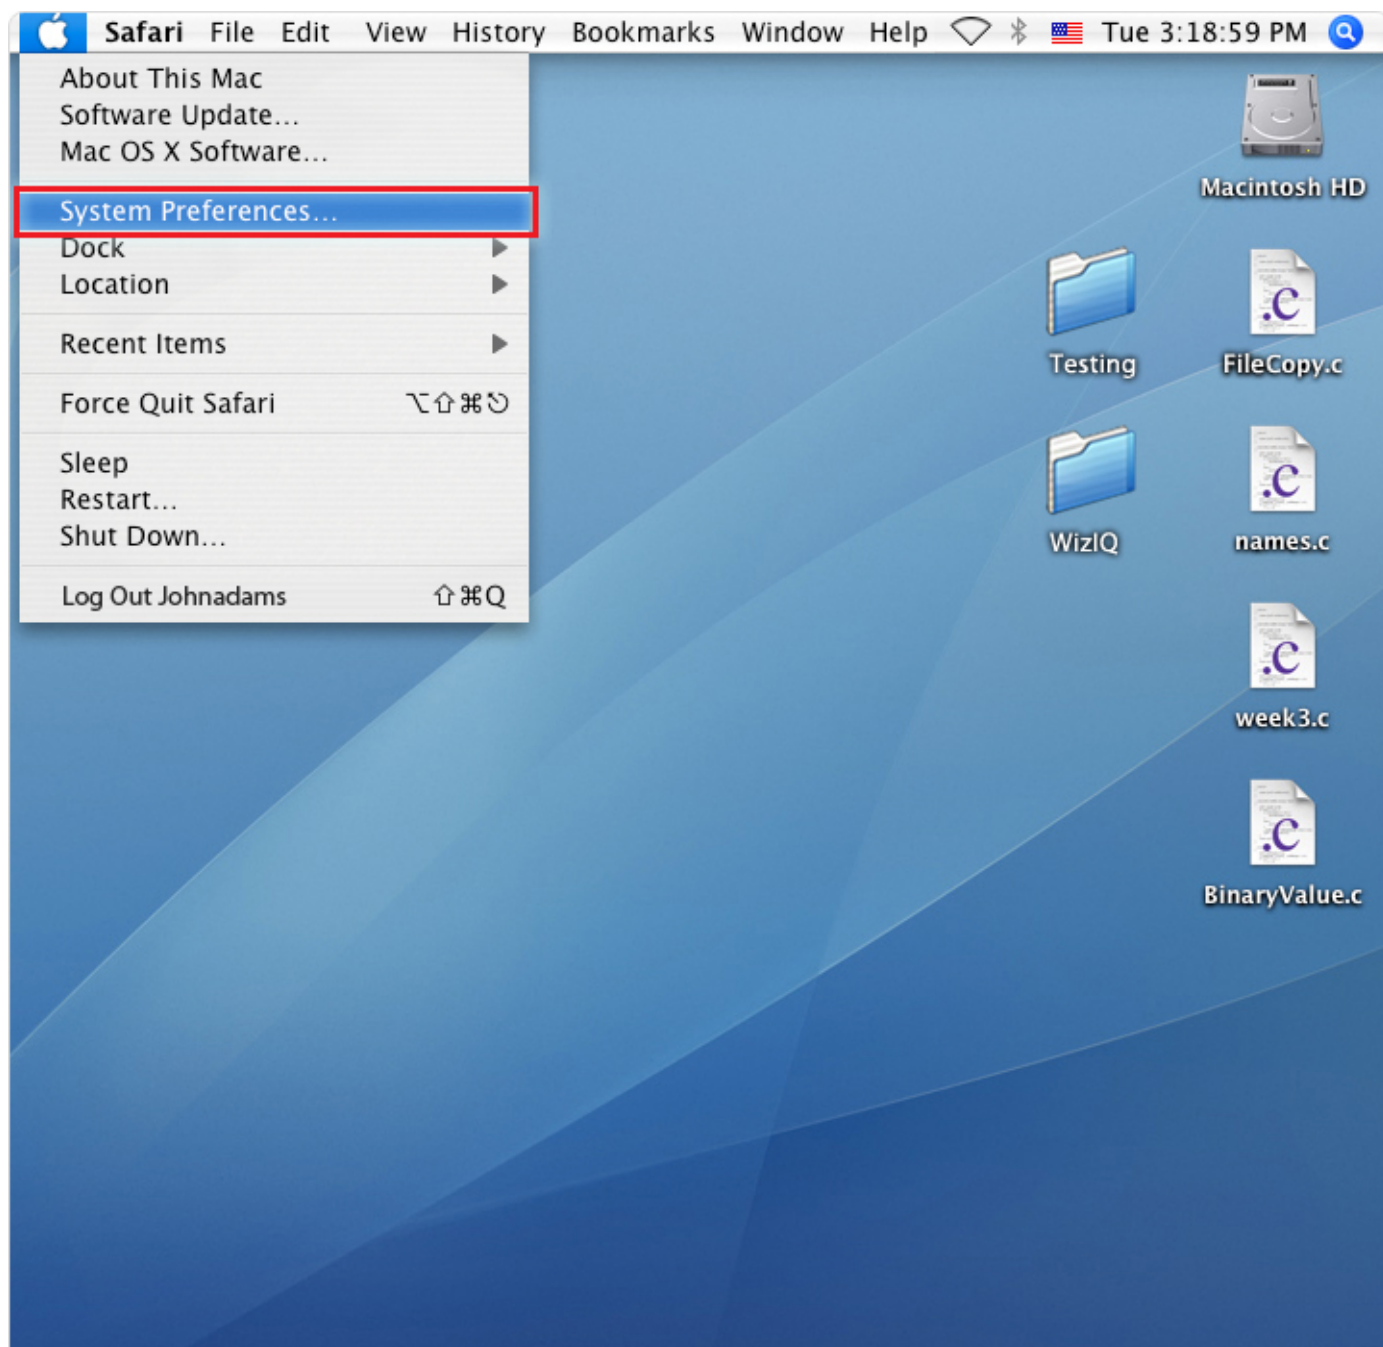 Safari File Edit View History Bookmarks Window Help Tue 3:18:59 PM
About This Mac
Software Update...
Mac OS X Software...
System Preferences...
Dock
Location
Recent Items
Force Quit Safari ⌥⇧⌘⎋
Sleep
Restart...
Shut Down...
Log Out Johnadams ⇧⌘Q
Macintosh HD
Testing
.c
FileCopy.c
WizIQ
.c
names.c
.c
week3.c
.c
BinaryValue.c